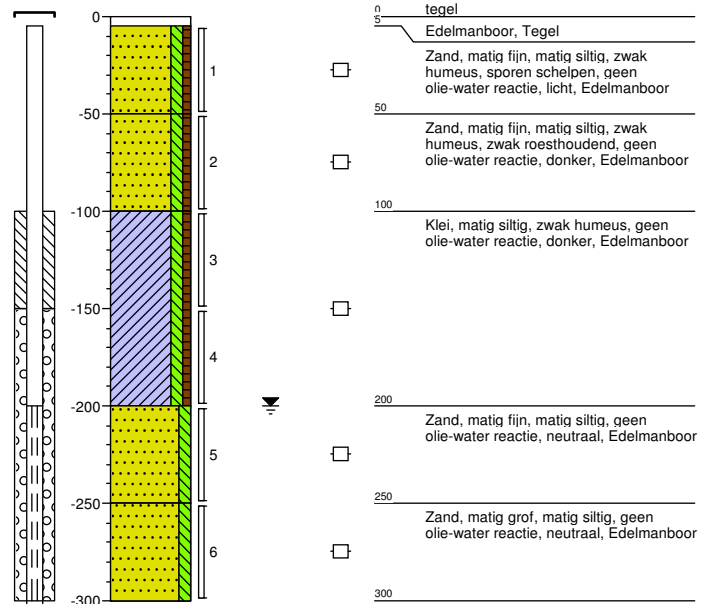 0
-50
-100
-150
-200
-250
-300
1
2
3
4
5
6
0 tegel
5
Edelmanboor, Tegel
Zand, matig fijn, matig siltig, zwak
humeus, sporen schelpen, geen
olie-water reactie, licht, Edelmanboor
50
Zand, matig fijn, matig siltig, zwak
humeus, zwak roesthoudend, geen
olie-water reactie, donker, Edelmanboor
100
Klei, matig siltig, zwak humeus, geen
olie-water reactie, donker, Edelmanboor
200
Zand, matig fijn, matig siltig, geen
olie-water reactie, neutraal, Edelmanboor
250
Zand, matig grof, matig siltig, geen
olie-water reactie, neutraal, Edelmanboor
300